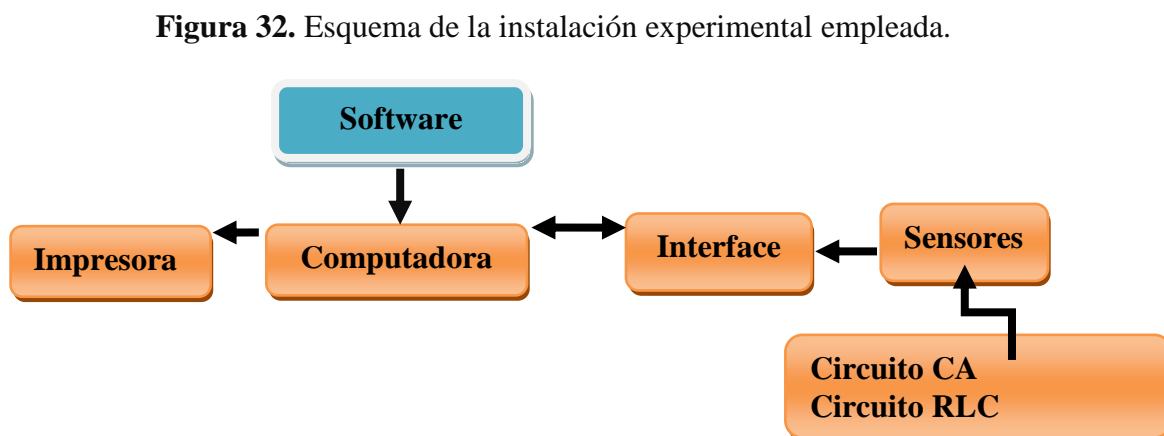 Figura 32. Esquema de la instalación experimental empleada.
Software
Impresora
Computadora
Interface
Sensores
Circuito CA
Circuito RLC